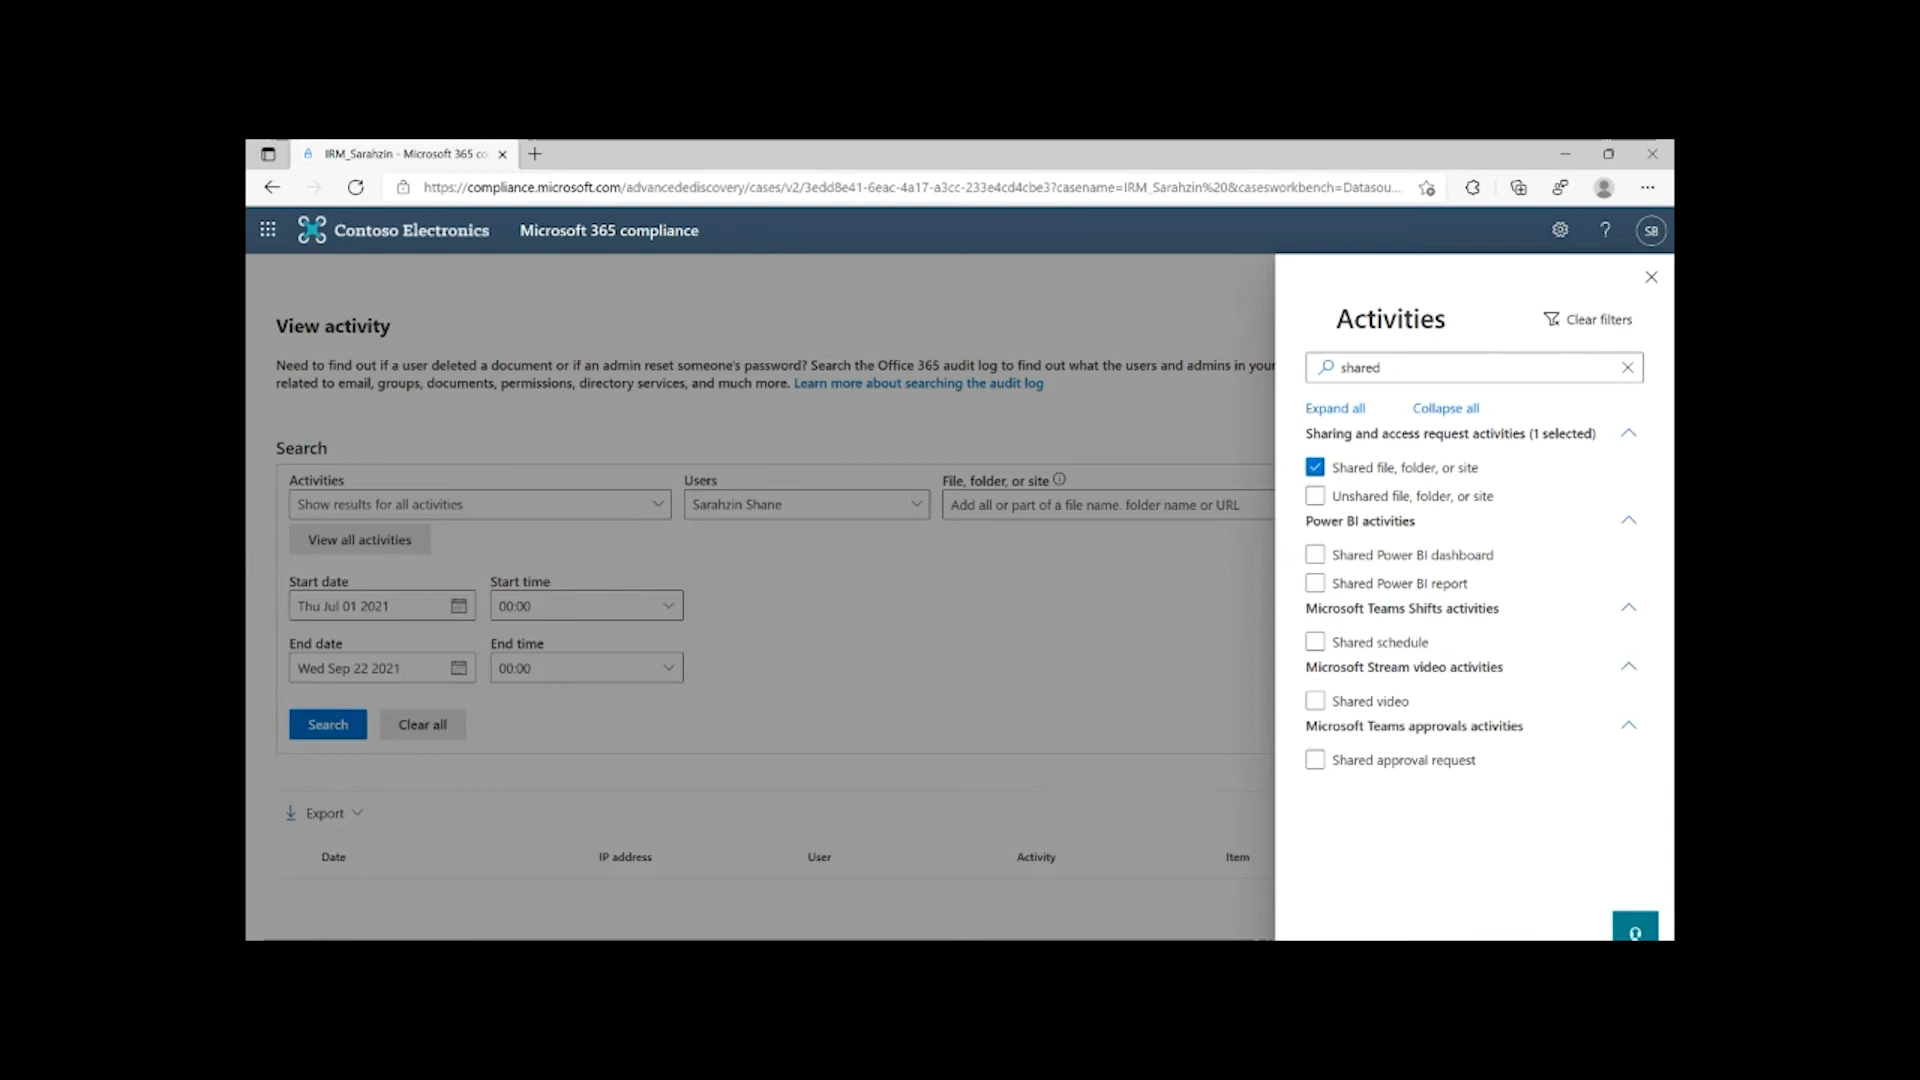 IRM_Sarahzin - Microsoft 365 co
https://compliance.microsoft.com/advancedediscovery/cases/v2/3edd8e41-6eac-4a17-a3cc-233e4cd4cbe3?casename=IRM_Sarahzin%20&casesworkbench=Datasou...
Contoso Electronics Microsoft 365 compliance ? SB
View activity
Need to find out if a user deleted a document or if an admin reset someone's password? Search the Office 365 audit log to find out what the users and admins in your
related to email, groups, documents, permissions, directory services, and much more. Learn more about searching the audit log
Search
Activities Users File, folder, or site
Show results for all activities Sarahzin Shane Add all or part of a file name, folder name or URL
View all activities
Start date Start time
Thu Jul 01 2021 00:00
End date End time
Wed Sep 22 2021 00:00
Search Clear all
Export
Date IP address User Activity Item
Activities Clear filters
shared
Expand all Collapse all
Sharing and access request activities (1 selected)
Shared file, folder, or site
Unshared file, folder, or site
Power BI activities
Shared Power BI dashboard
Shared Power BI report
Microsoft Teams Shifts activities
Shared schedule
Microsoft Stream video activities
Shared video
Microsoft Teams approvals activities
Shared approval request